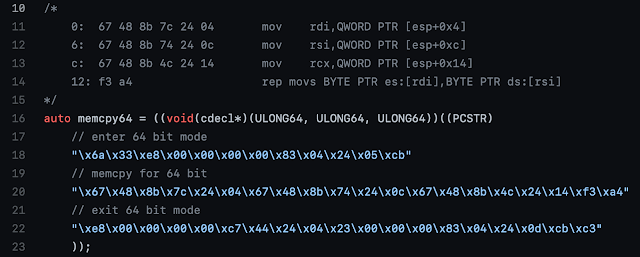 10 /*
11 0: 67 48 8b 7c 24 04 mov rdi,QWORD PTR [esp+0x4]
12 6: 67 48 8b 74 24 0c mov rsi,QWORD PTR [esp+0xc]
13 c: 67 48 8b 4c 24 14 mov rcx,QWORD PTR [esp+0x14]
14 12: f3 a4 rep movs BYTE PTR es:[rdi],BYTE PTR ds:[rsi]
15 */
16 auto memcpy64 = ((void(cdecl*)(ULONG64, ULONG64, ULONG64))((PCSTR)
17 // enter 64 bit mode
18 "\x6a\x33\xe8\x00\x00\x00\x00\x83\x04\x24\x05\xcb"
19 // memcpy for 64 bit
20 "\x67\x48\x8b\x7c\x24\x04\x67\x48\x8b\x74\x24\x0c\x67\x48\x8b\x4c\x24\x14\xf3\xa4"
21 // exit 64 bit mode
22 "\xe8\x00\x00\x00\x00\xc7\x44\x24\x04\x23\x00\x00\x00\x83\x04\x24\x0d\xcb\xc3"
23 ));